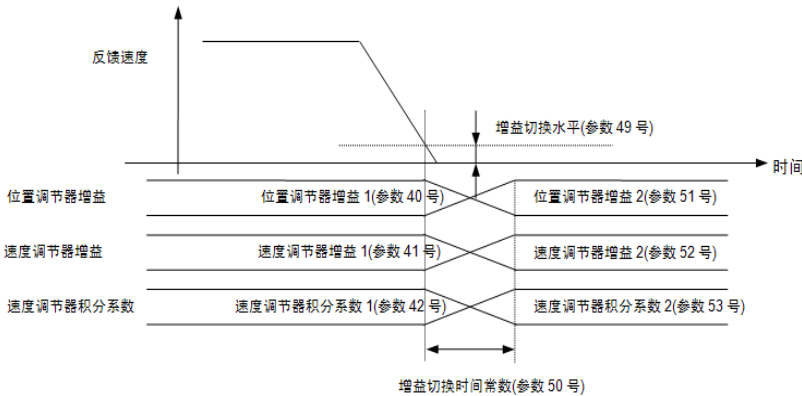 反馈速度
增益切换水平(参数 49 号)
时间
位置调节器增益
位置调节器增益 1(参数 40 号)
位置调节器增益 2(参数 51 号)
速度调节器增益
速度调节器增益 1(参数 41 号)
速度调节器增益 2(参数 52 号)
速度调节器积分系数
速度调节器积分系数 1(参数 42 号)
速度调节器积分系数 2(参数 53 号)
增益切换时间常数(参数 50 号)